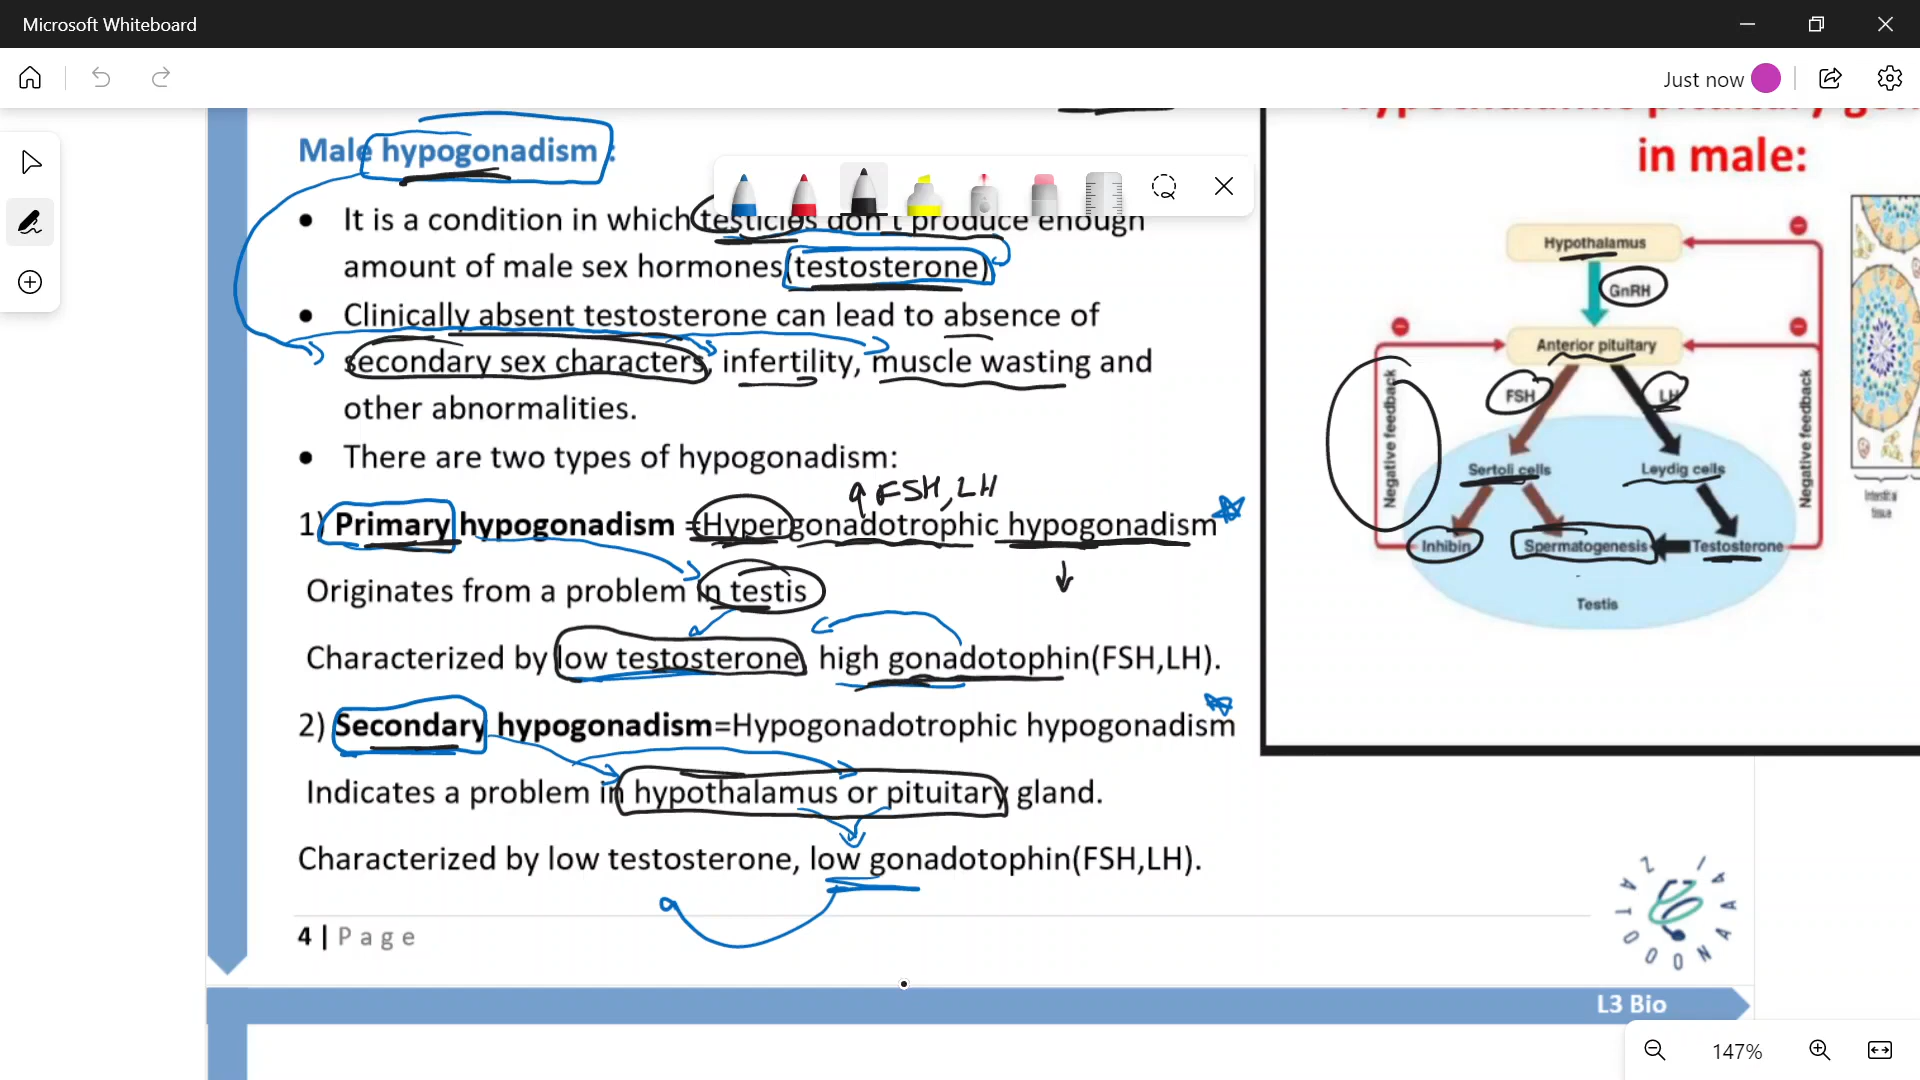 Microsoft Whiteboard
Just now
Male hypogonadism :
It is a condition in which testicles don't produce enough
amount of male sex hormones(testosterone)
Clinically absent testosterone can lead to absence of
secondary sex characters, infertility, muscle wasting and
other abnormalities.
There are two types of hypogonadism:
FSH, LH
1) Primary hypogonadism =Hypergonadotrophic hypogonadism
Originates from a problem in testis
Characterized by low testosterone, high gonadotophin(FSH,LH).
2) Secondary hypogonadism=Hypogonadotrophic hypogonadism
Indicates a problem in hypothalamus or pituitary gland.
Characterized by low testosterone, low gonadotophin(FSH,LH).
4 | Page
in male:
Hypothalamus
GnRH
Anterior pituitary
FSH
LH
Negative feedback
Negative feedback
Sertoli cells
Leydig cells
Inhibin
Spermatogenesis
Testosterone
Testis
Interstitial
tissue
L3 Bio
147%